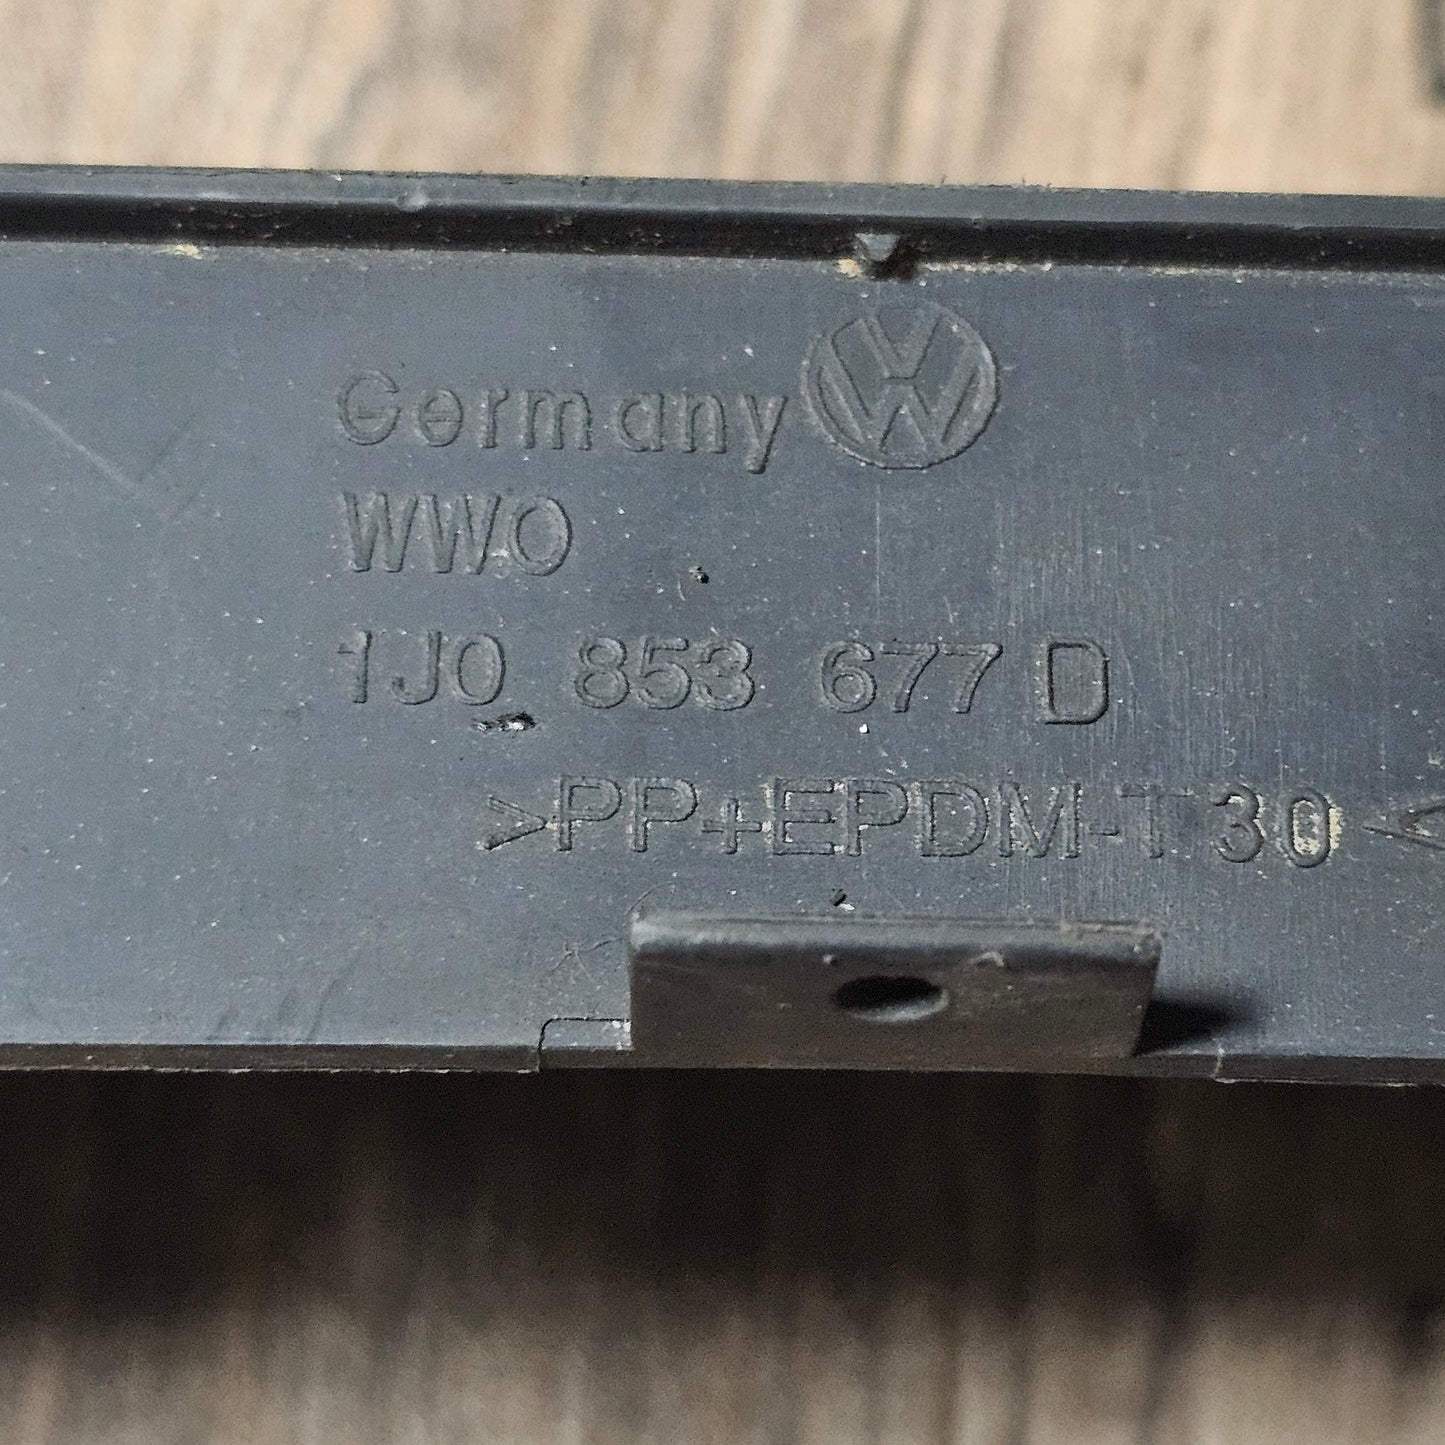 Germany
WWO
1J0 853 677 D
>PP+EPDM-T30<